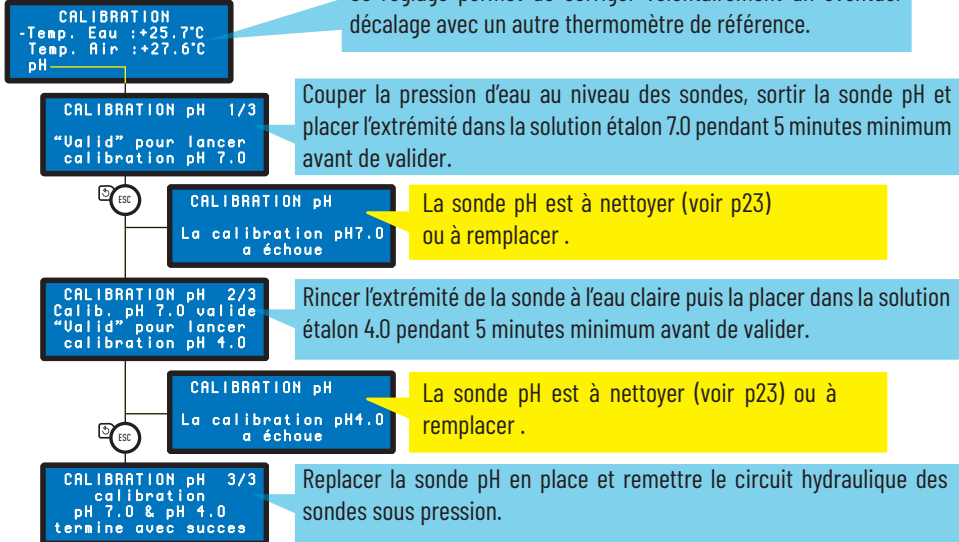 CALIBRATION
-Temp. Eau :+25.7°C
Temp. Air :+27.6°C
pH
décalage avec un autre thermomètre de référence.
CALIBRATION pH 1/3
"Valid" pour lancer
calibration pH 7.0
Couper la pression d'eau au niveau des sondes, sortir la sonde pH et
placer l'extrémité dans la solution étalon 7.0 pendant 5 minutes minimum
avant de valider.
ESC
CALIBRATION pH
La calibration pH7.0
a échoue
La sonde pH est à nettoyer (voir p23)
ou à remplacer .
CALIBRATION pH 2/3
Calib. pH 7.0 valide
"Valid" pour lancer
calibration pH 4.0
Rincer l'extrémité de la sonde à l'eau claire puis la placer dans la solution
étalon 4.0 pendant 5 minutes minimum avant de valider.
CALIBRATION pH
La calibration pH4.0
a échoue
La sonde pH est à nettoyer (voir p23) ou à
remplacer .
ESC
CALIBRATION pH 3/3
calibration
pH 7.0 & pH 4.0
termine avec succes
Replacer la sonde pH en place et remettre le circuit hydraulique des
sondes sous pression.